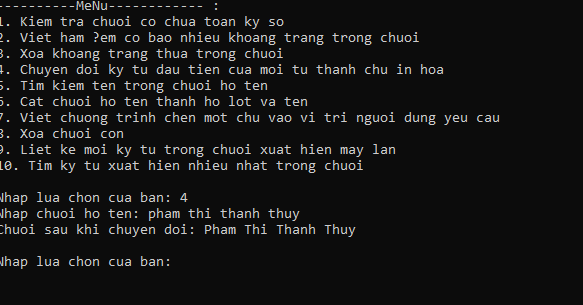 ----------MeNu------------ :
1. Kiem tra chuoi co chua toan ky so
2. Viet ham ?em co bao nhieu khoang trang trong chuoi
3. Xoa khoang trang thua trong chuoi
4. Chuyen doi ky tu dau tien cua moi tu thanh chu in hoa
5. Tim kiem ten trong chuoi ho ten
6. Cat chuoi ho ten thanh ho lot va ten
7. Viet chuong trinh chen mot chu vao vi tri nguoi dung yeu cau
8. Xoa chuoi con
9. Liet ke moi ky tu trong chuoi xuat hien may lan
10. Tim ky tu xuat hien nhieu nhat trong chuoi
Nhap lua chon cua ban: 4
Nhap chuoi ho ten: pham thi thanh thuy
Chuoi sau khi chuyen doi: Pham Thi Thanh Thuy
Nhap lua chon cua ban: